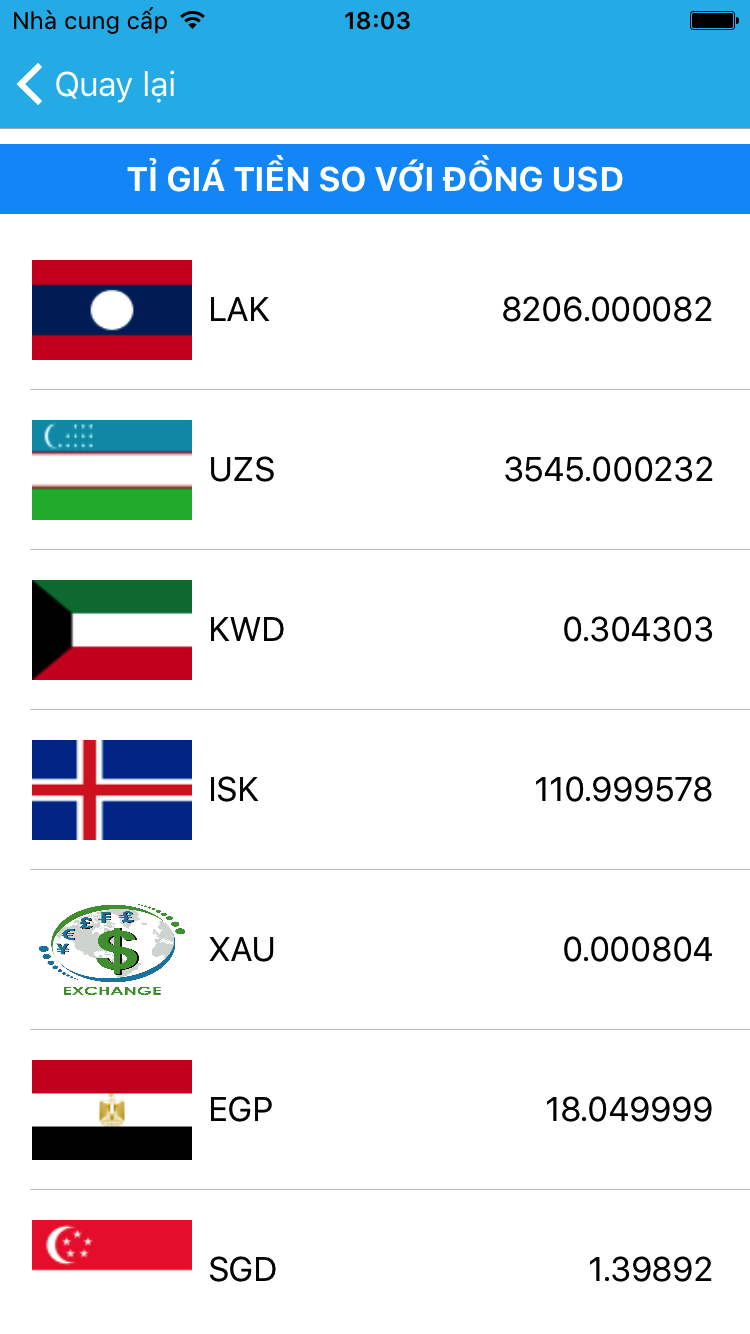 Nhà cung cấp 18:03
Quay lại
TỈ GIÁ TIỀN SO VỚI ĐỒNG USD
LAK 8206.000082
UZS 3545.000232
KWD 0.304303
ISK 110.999578
¥ € £ ₣ £
$
EXCHANGE
XAU 0.000804
EGP 18.049999
SGD 1.39892